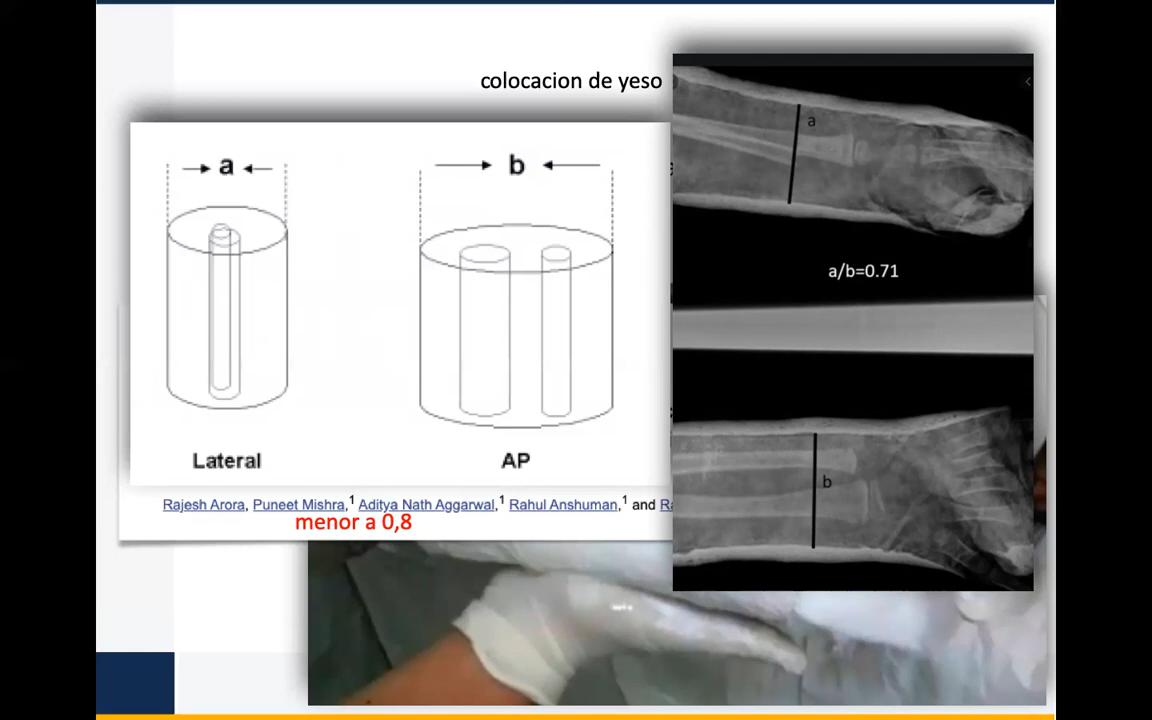 colocacion de yeso
a
b
Lateral
AP
Rajesh Arora, Puneet Mishra,1 Aditya Nath Aggarwal,1 Rahul Anshuman,1 and
menor a 0,8
a
a/b=0.71
b